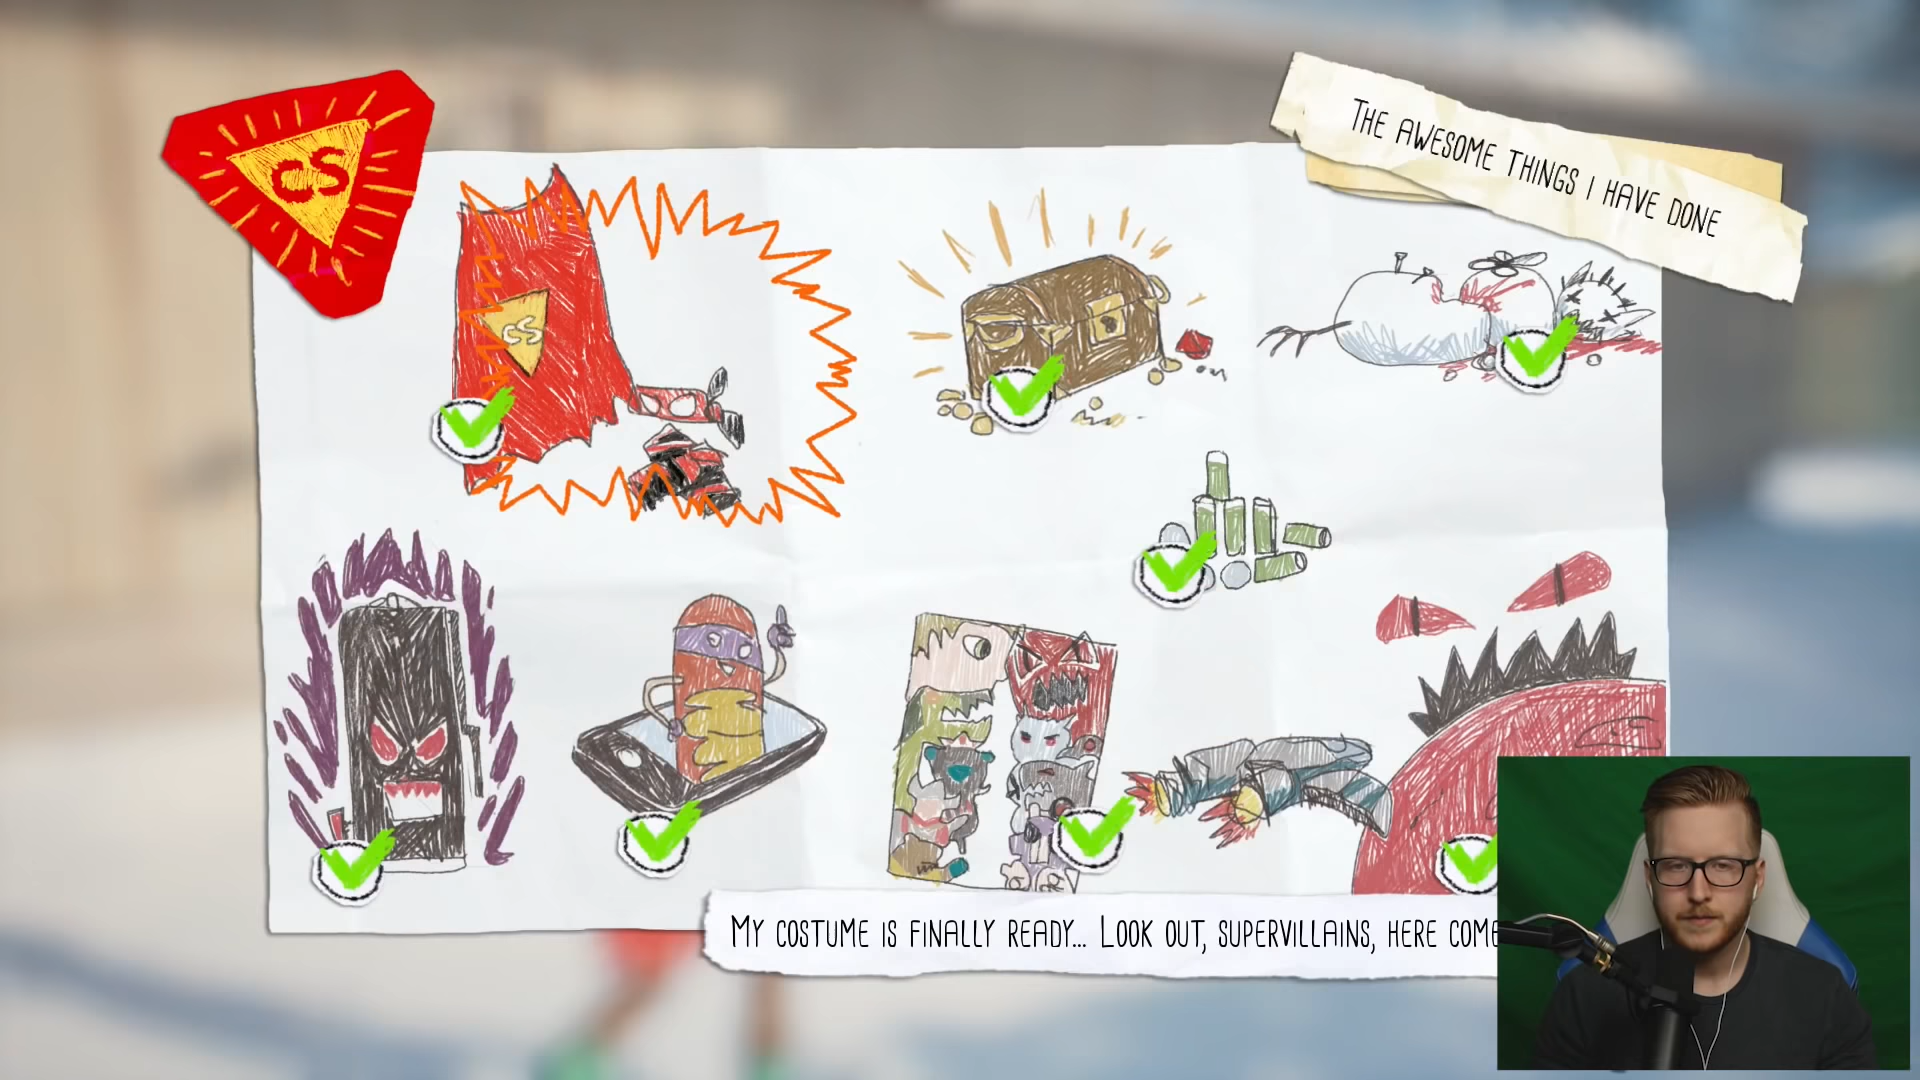 CS
THE AWESOME THINGS I HAVE DONE
CS
MY COSTUME IS FINALLY READY... LOOK OUT, SUPERVILLAINS, HERE COME